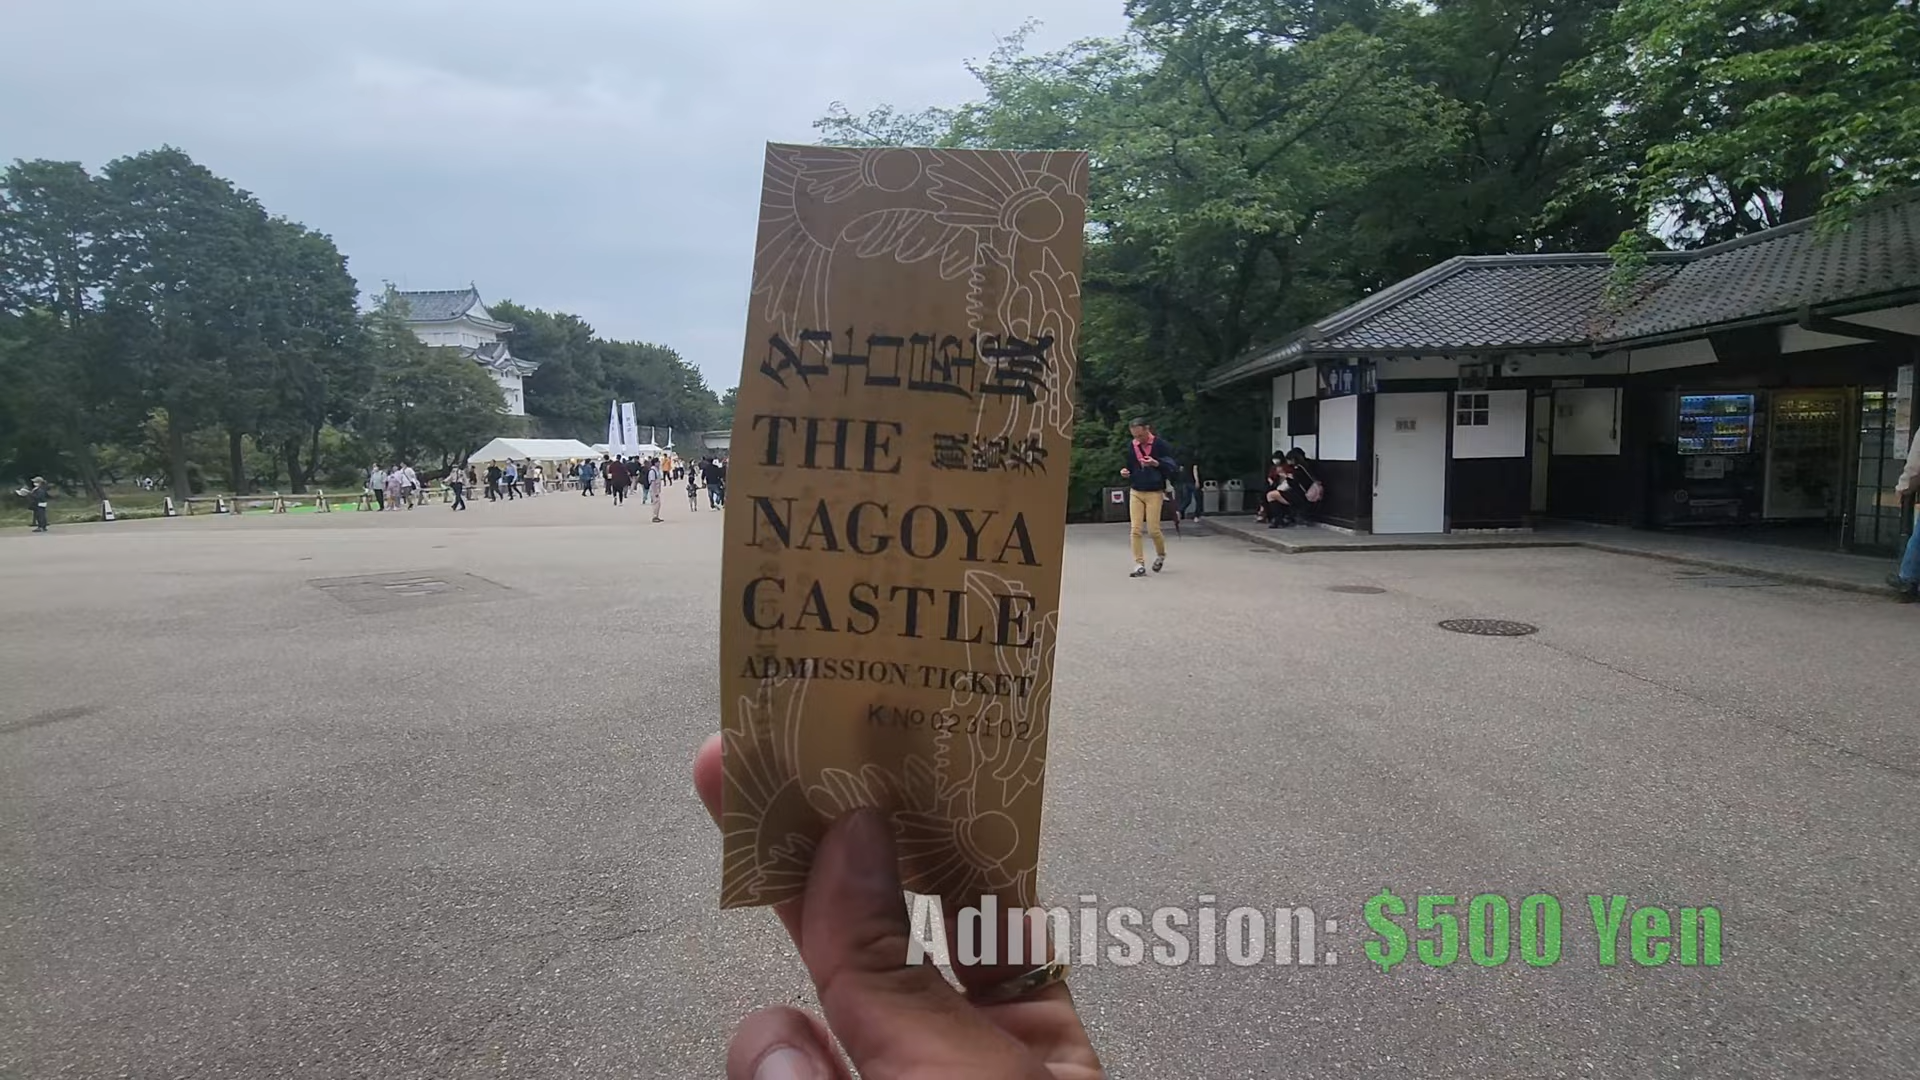 名古屋城
THE 観覧券
NAGOYA
CASTLE
ADMISSION TICKET
K No 023102
Admission: $500 Yen